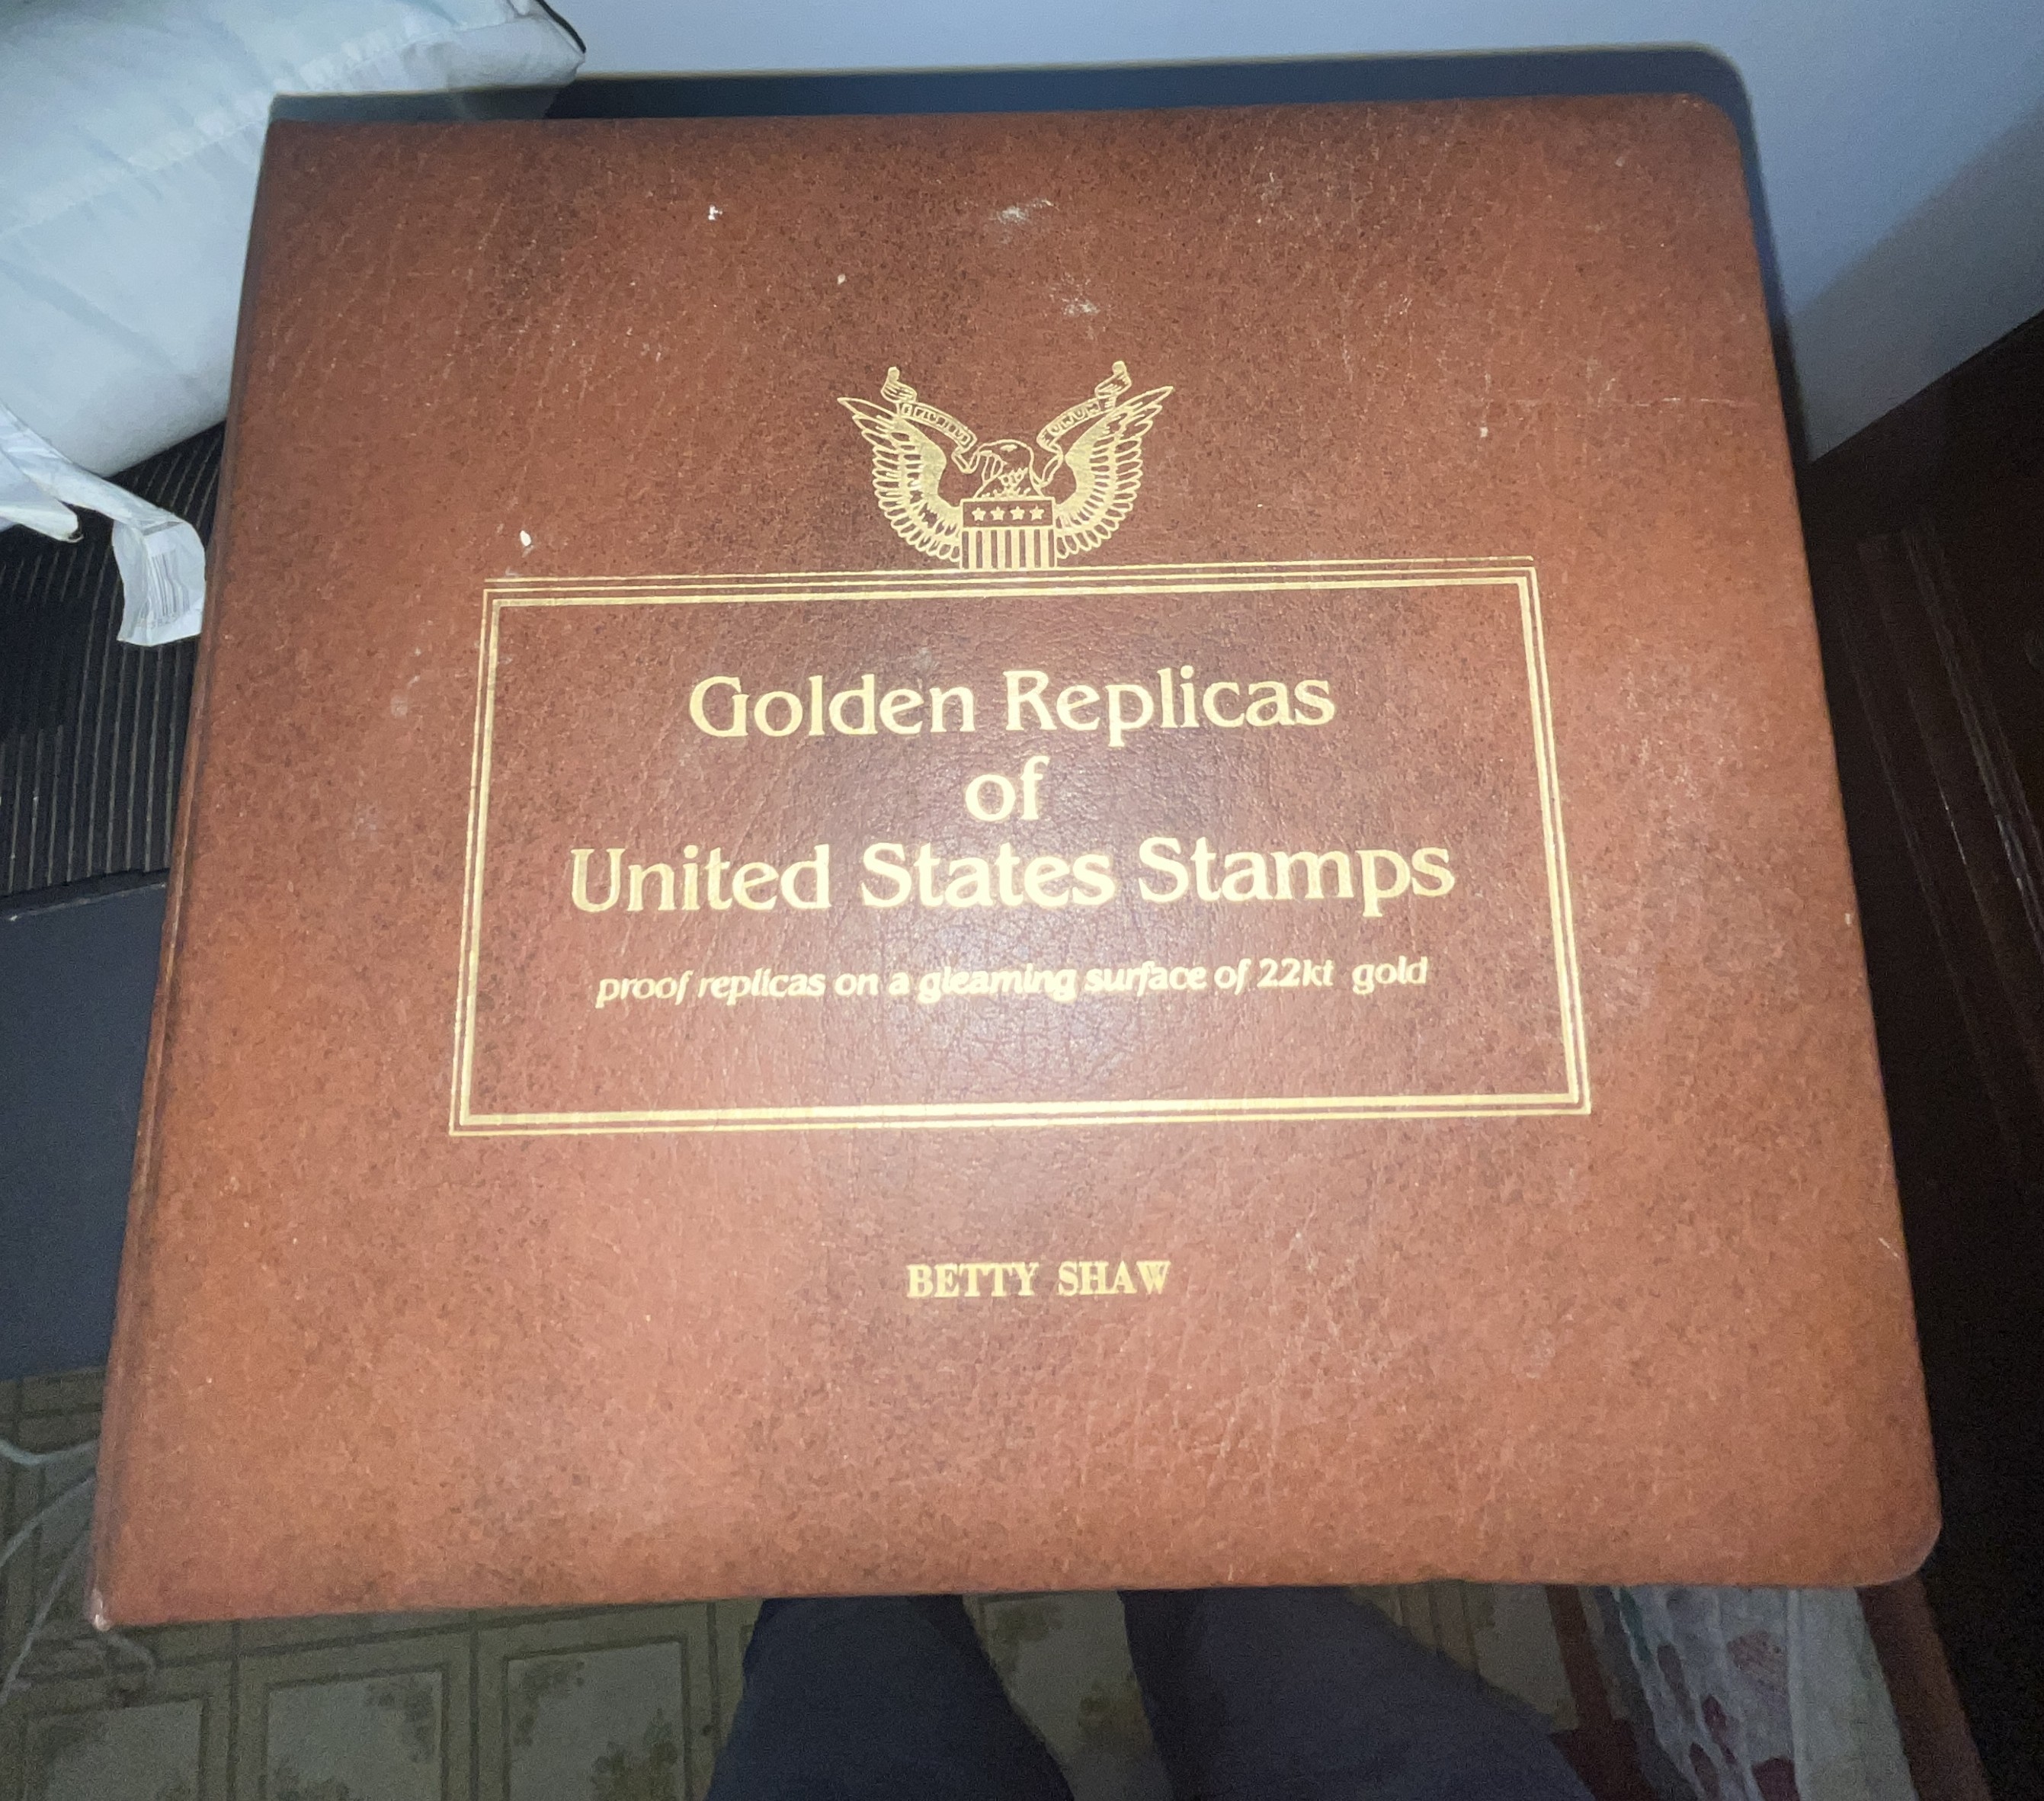 Golden Replicas
of
United States Stamps
proof replicas on a gleaming surface of 22kt gold
BETTY SHAW